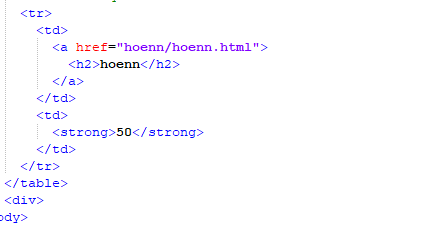 <tr>
<td>
<a href="hoenn/hoenn.html">
<h2>hoenn</h2>
</a>
</td>
<td>
<strong>50</strong>
</td>
</tr>
</table>
<div>
ody>